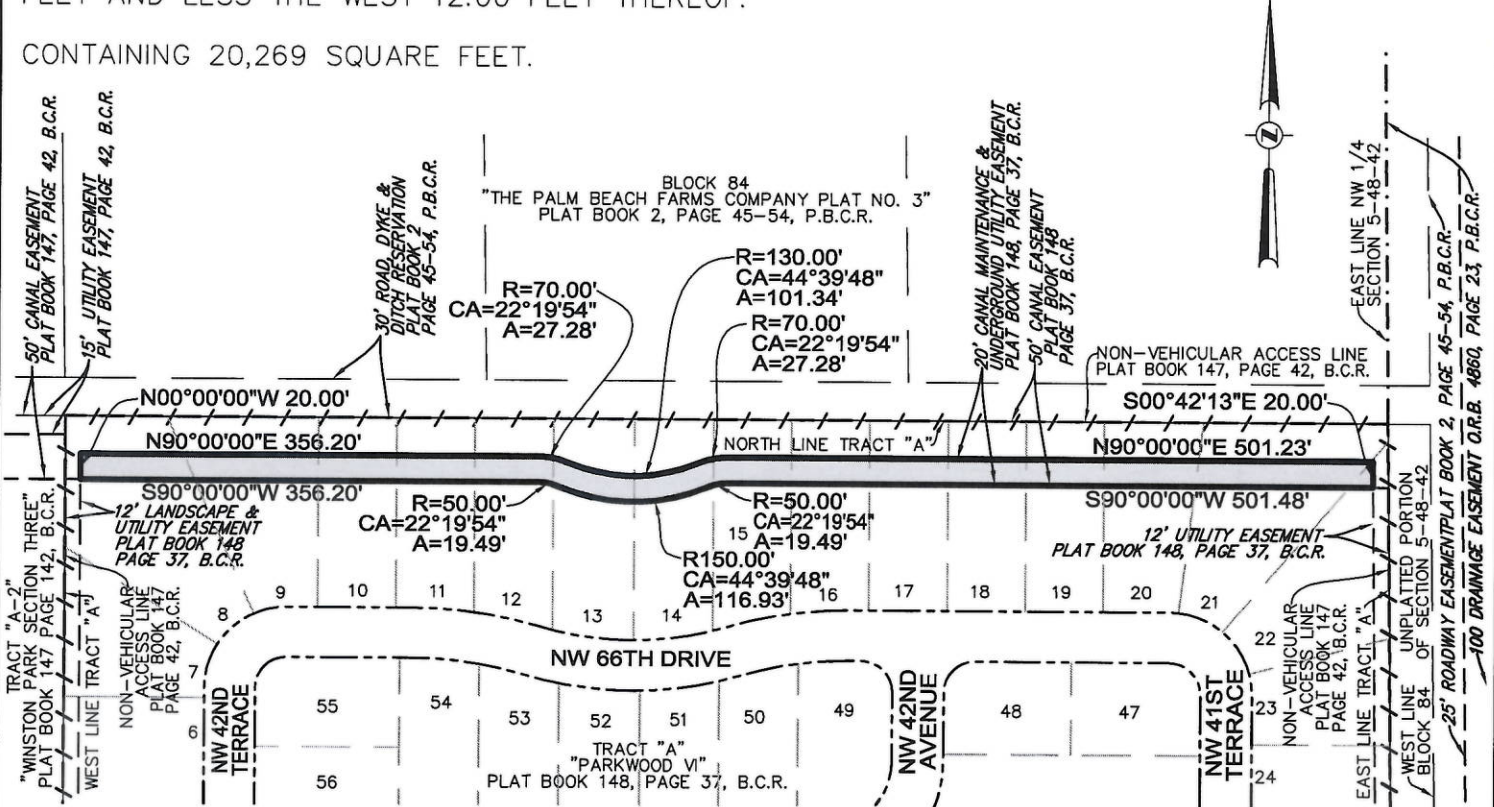 FEET AND LESS THE WEST 12.00 FEET THEREOF.
CONTAINING 20,269 SQUARE FEET.
50' CANAL EASEMENT
PLAT BOOK 147, PAGE 42, B.C.R.
15' UTILITY EASEMENT
PLAT BOOK 147, PAGE 42, B.C.R.
30' ROAD, DYKE &
DITCH RESERVATION
PLAT BOOK 2
PAGE 45-54, P.B.C.R.
BLOCK 84
"THE PALM BEACH FARMS COMPANY PLAT NO. 3"
PLAT BOOK 2, PAGE 45-54, P.B.C.R.
R=70.00'
CA=22°19'54"
A=27.28'
R=130.00'
CA=44°39'48"
A=101.34'
R=70.00'
CA=22°19'54"
A=27.28'
20' CANAL MAINTENANCE &
UNDERGROUND UTILITY EASEMENT
PLAT BOOK 148, PAGE 37, B.C.R.
50' CANAL EASEMENT
PLAT BOOK 148
PAGE 37, B.C.R.
Z
EAST LINE NW 1/4
SECTION 5-48-42
NON-VEHICULAR ACCESS LINE
PLAT BOOK 147, PAGE 42, B.C.R.
25' ROADWAY EASEMENTPLAT BOOK 2, PAGE 45-54, P.B.C.R.
100 DRAINAGE EASEMENT O.R.B. 4860, PAGE 23, P.B.C.R.
N00°00'00"W 20.00'
S00°42'13"E 20.00'
N90°00'00"E 356.20'
NORTH LINE TRACT "A"
N90°00'00"E 501.23'
S90°00'00"W 356.20'
S90°00'00"W 501.48'
12' LANDSCAPE &
UTILITY EASEMENT
PLAT BOOK 148
PAGE 37, B.C.R.
R=50.00'
CA=22°19'54"
A=19.49'
R=50.00'
CA=22°19'54"
A=19.49'
15
R150.00'
CA=44°39'48"
A=116.93'
12' UTILITY EASEMENT
PLAT BOOK 148, PAGE 37, B.C.R.
TRACT "A-2"
"WINSTON PARK SECTION THREE"
PLAT BOOK 147 PAGE 142, B.C.R.
WEST LINE TRACT "A"
NON-VEHICULAR
ACCESS LINE
PLAT BOOK 147
PAGE 42, B.C.R.
6
7
8
9
10
11
12
13
14
16
17
18
19
20
21
22
23
24
NW 66TH DRIVE
NW 42ND
TERRACE
55
54
53
52
51
50
49
48
47
56
TRACT "A"
"PARKWOOD VI"
PLAT BOOK 148, PAGE 37, B.C.R.
NW 42ND
AVENUE
NW 41ST
TERRACE
NON-VEHICULAR
ACCESS LINE
PLAT BOOK 147
PAGE 42, B.C.R.
EAST LINE TRACT "A"
WEST LINE UNPLATTED PORTION
BLOCK 84 OF SECTION 5-48-42